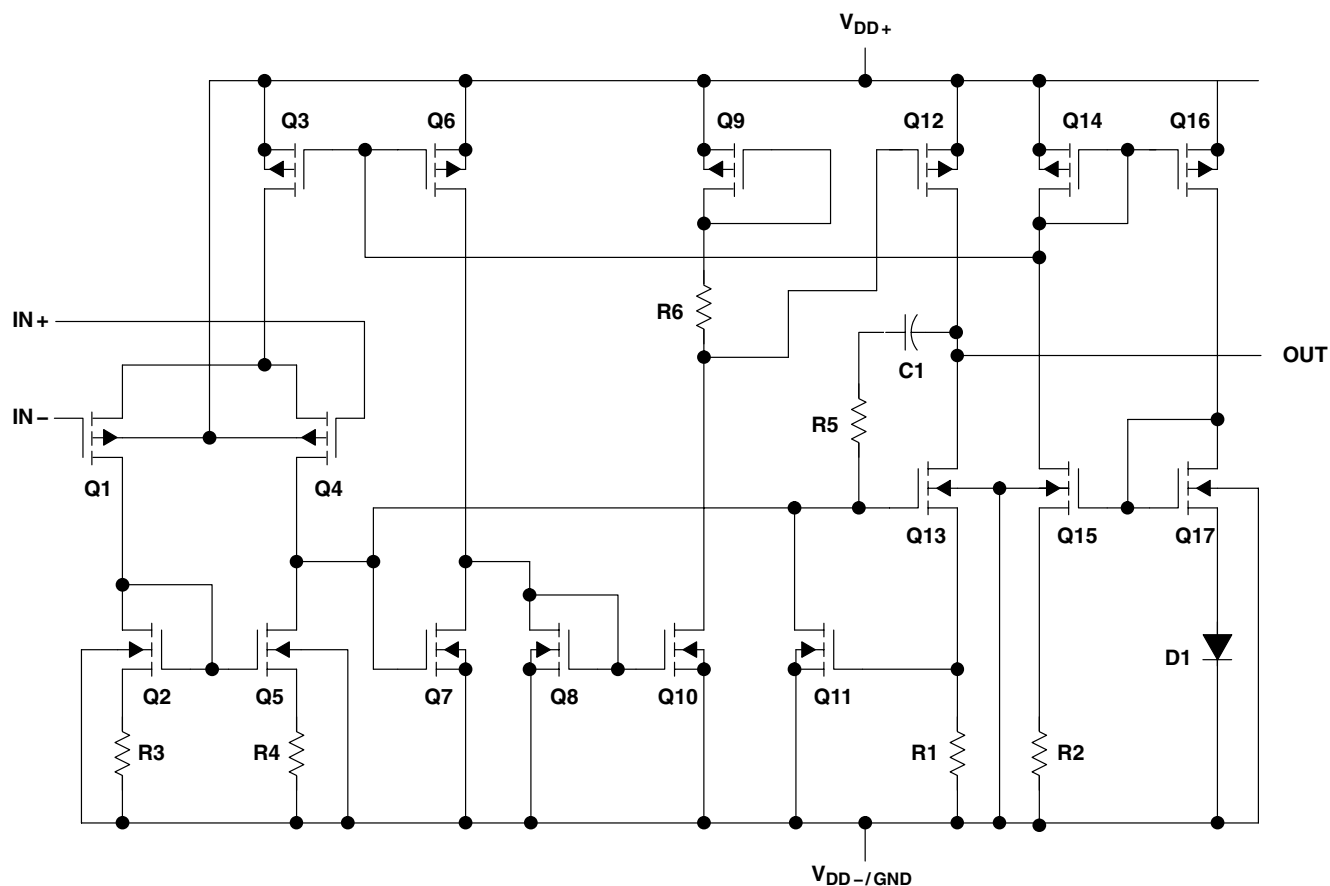 VDD+
Q3
Q6
Q9
Q12
Q14
Q16
IN+
R6
OUT
C1
IN−
R5
Q1
Q4
Q13
Q15
Q17
D1
Q2
Q5
Q7
Q8
Q10
Q11
R3
R4
R1
R2
VDD−/GND